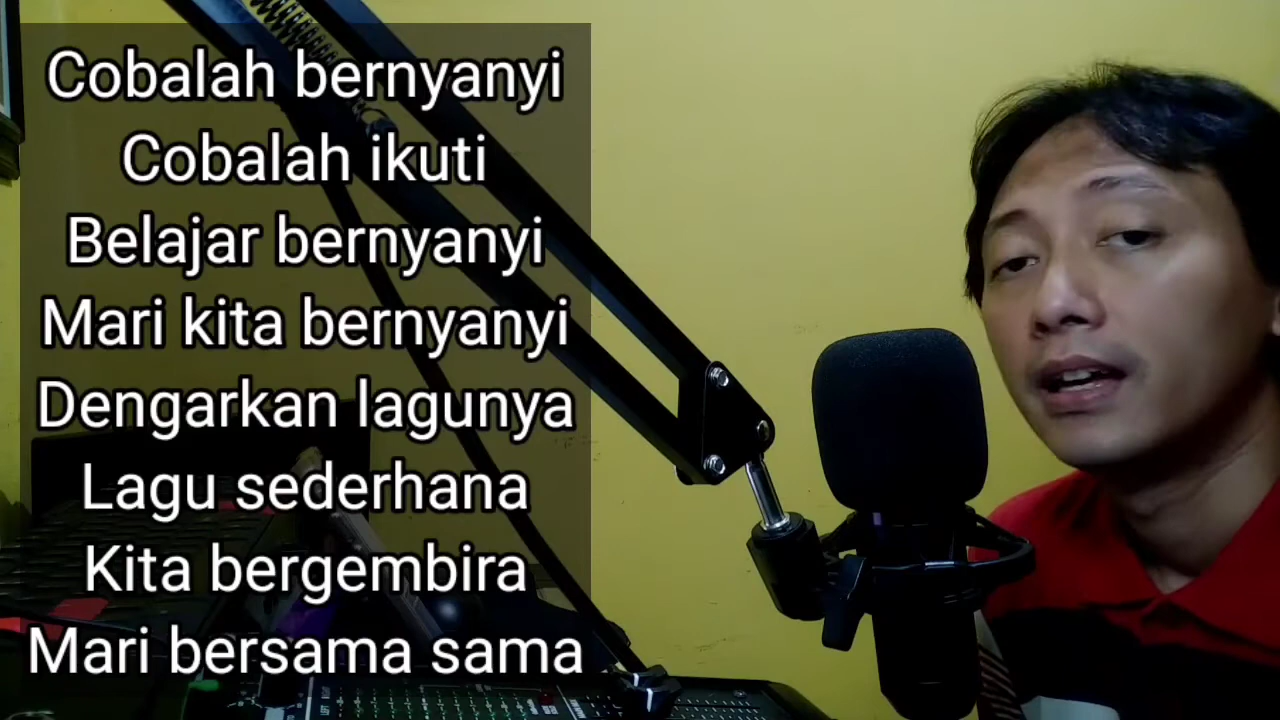 Cobalah bernyanyi
Cobalah ikuti
Belajar bernyanyi
Mari kita bernyanyi
Dengarkan lagunya
Lagu sederhana
Kita bergembira
Mari bersama sama